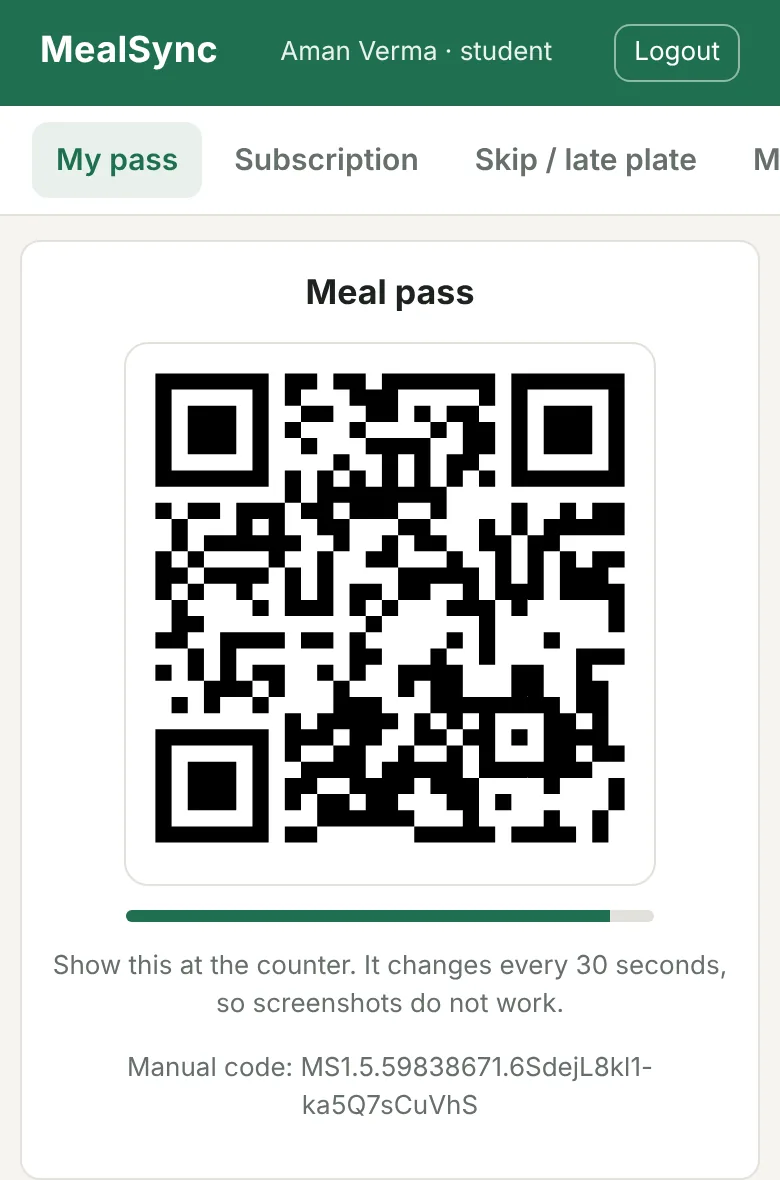 MealSync
Aman Verma · student
Logout
My pass
Subscription
Skip / late plate
M
Meal pass
Show this at the counter. It changes every 30 seconds,
so screenshots do not work.
Manual code: MS1.5.59838671.6SdejL8kl1-
ka5Q7sCuVhS